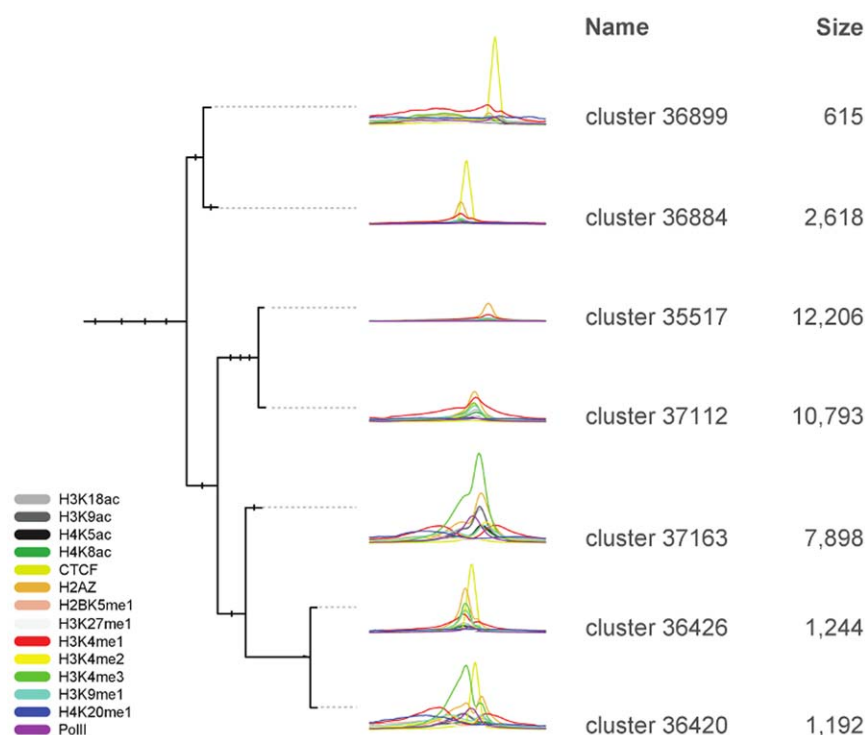 Name Size
cluster 36899 615
cluster 36884 2,618
cluster 35517 12,206
cluster 37112 10,793
cluster 37163 7,898
cluster 36426 1,244
cluster 36420 1,192
H3K18ac
H3K9ac
H4K5ac
H4K8ac
CTCF
H2AZ
H2BK5me1
H3K27me1
H3K4me1
H3K4me2
H3K4me3
H3K9me1
H4K20me1
PolII